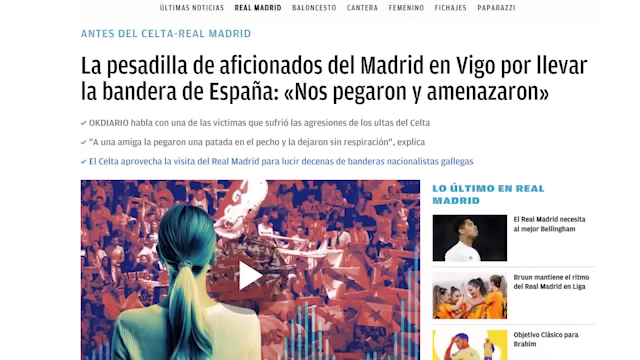 ÚLTIMAS NOTICIAS REAL MADRID BALONCESTO CANTERA FEMENINO FICHAJES PAPARAZZI
ANTES DEL CELTA-REAL MADRID
La pesadilla de aficionados del Madrid en Vigo por llevar
la bandera de España: «Nos pegaron y amenazaron»
OKDIARIO habla con una de las víctimas que sufrió las agresiones de los ultas del Celta
"A una amiga la pegaron una patada en el pecho y la dejaron sin respiración", explica
El Celta aprovecha la visita del Real Madrid para lucir decenas de banderas nacionalistas gallegas
LO ÚLTIMO EN REAL
MADRID
El Real Madrid necesita
al mejor Bellingham
Bruun mantiene el ritmo
del Real Madrid en Liga
Objetivo Clásico para
Brahim